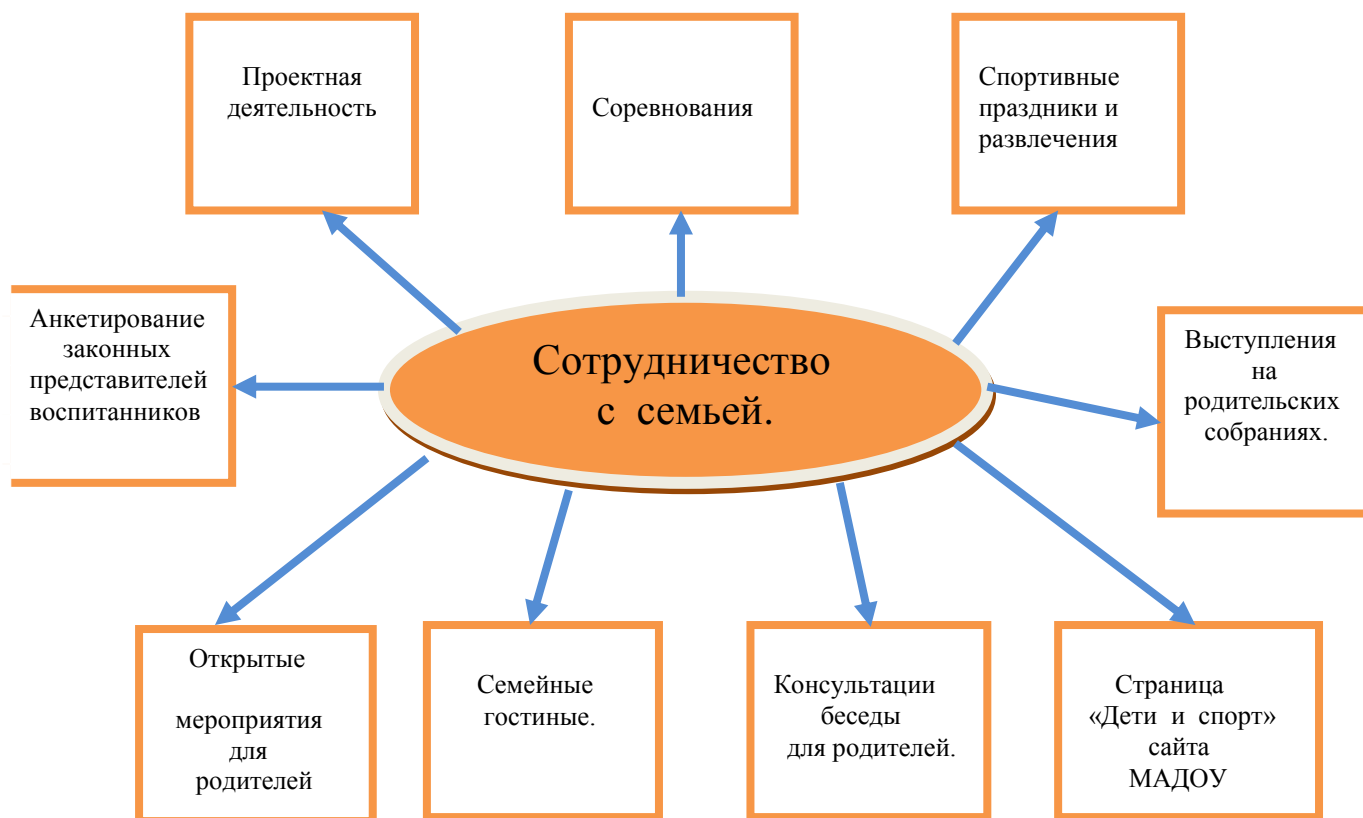 Проектная
деятельность
Соревнования
Спортивные
праздники и
развлечения
Анкетирование
законных
представителей
воспитанников
Сотрудничество
с семьей.
Выступления
на
родительских
собраниях.
Открытые
мероприятия
для
родителей
Семейные
гостиные.
Консультации
беседы
для родителей.
Страница
«Дети и спорт»
сайта
МАДОУ